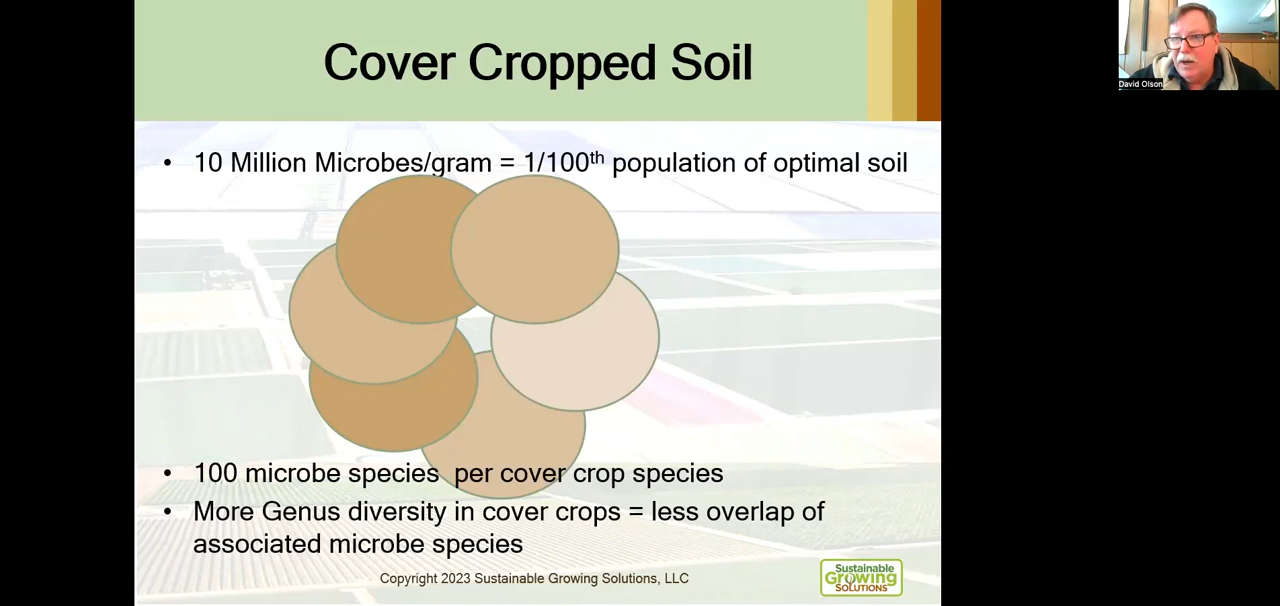 Cover Cropped Soil
• 10 Million Microbes/gram = 1/100th population of optimal soil
• 100 microbe species  per cover crop species
• More Genus diversity in cover crops = less overlap of
associated microbe species
Copyright 2023 Sustainable Growing Solutions, LLC
Sustainable
Growing
SOLUTIONS
David Olson